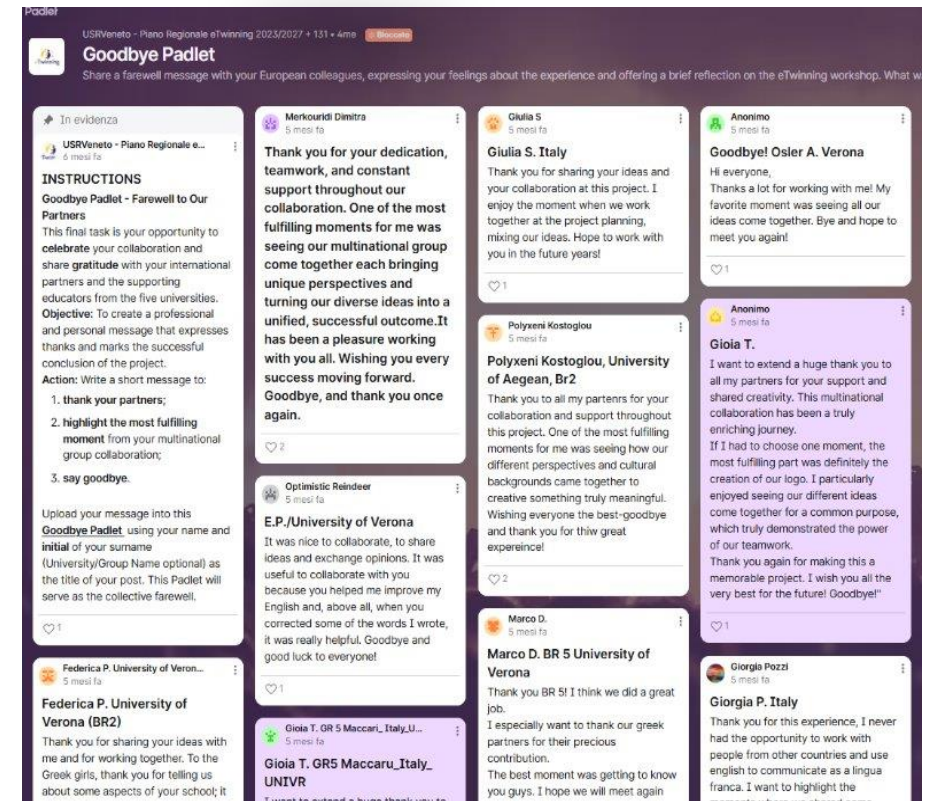 Padlet
USRVeneto - Piano Regionale eTwinning 2023/2027 + 131 • 4me Bloccato
Goodbye Padlet
Share a farewell message with your European colleagues, expressing your feelings about the experience and offering a brief reflection on the eTwinning workshop. What w
In evidenza
USRVeneto - Piano Regionale e...
6 mesi fa
INSTRUCTIONS
Goodbye Padlet - Farewell to Our
Partners
This final task is your opportunity to
celebrate your collaboration and
share gratitude with your international
partners and the supporting
educators from the five universities.
Objective: To create a professional
and personal message that expresses
thanks and marks the successful
conclusion of the project.
Action: Write a short message to:
1. thank your partners;
2. highlight the most fulfilling
moment from your multinational
group collaboration;
3. say goodbye.
Upload your message into this
Goodbye Padlet using your name and
initial of your surname
(University/Group Name optional) as
the title of your post. This Padlet will
serve as the collective farewell.
1
Federica P. University of Veron...
5 mesi fa
Federica P. University of
Verona (BR2)
Thank you for sharing your ideas with
me and for working together. To the
Greek girls, thank you for telling us
about some aspects of your school; it
Merkouridi Dimitra
5 mesi fa
Thank you for your dedication,
teamwork, and constant
support throughout our
collaboration. One of the most
fulfilling moments for me was
seeing our multinational group
come together each bringing
unique perspectives and
turning our diverse ideas into a
unified, successful outcome.It
has been a pleasure working
with you all. Wishing you every
success moving forward.
Goodbye, and thank you once
again.
2
Optimistic Reindeer
5 mesi fa
E.P./University of Verona
It was nice to collaborate, to share
ideas and exchange opinions. It was
useful to collaborate with you
because you helped me improve my
English and, above all, when you
corrected some of the words I wrote,
it was really helpful. Goodbye and
good luck to everyone!
1
Gioia T. GR 5 Maccari_ Italy_U...
5 mesi fa
Gioia T. GR5 Maccaru_Italy_
UNIVR
I want to extend a huge thank you to
Giulia S
5 mesi fa
Giulia S. Italy
Thank you for sharing your ideas and
your collaboration at this project. I
enjoy the moment when we work
together at the project planning,
mixing our ideas. Hope to work with
you in the future years!
1
Polyxeni Kostoglou
5 mesi fa
Polyxeni Kostoglou, University
of Aegean, Br2
Thank you to all my partenrs for your
collaboration and support throughout
this project. One of the most fulfilling
moments for me was seeing how our
different perspectives and cultural
backgrounds came together to
creative something truly meaningful.
Wishing everyone the best-goodbye
and thank you for thiw great
expereince!
2
Marco D.
5 mesi fa
Marco D. BR 5 University of
Verona
Thank you BR 5! I think we did a great
job.
I especially want to thank our greek
partners for their precious
contribution.
The best moment was getting to know
you guys. I hope we will meet again
Anonimo
5 mesi fa
Goodbye! Osler A. Verona
Hi everyone,
Thanks a lot for working with me! My
favorite moment was seeing all our
ideas come together. Bye and hope to
meet you again!
1
Anonimo
5 mesi fa
Gioia T.
I want to extend a huge thank you to
all my partners for your support and
shared creativity. This multinational
collaboration has been a truly
enriching journey.
If I had to choose one moment, the
most fulfilling part was definitely the
creation of our logo. I particularly
enjoyed seeing our different ideas
come together for a common purpose,
which truly demonstrated the power
of our teamwork.
Thank you again for making this a
memorable project. I wish you all the
very best for the future! Goodbye!"
1
Giorgia Pozzi
5 mesi fa
Giorgia P. Italy
Thank you for this experience, I never
had the opportunity to work with
people from other countries and use
english to communicate as a lingua
franca. I want to highlight the